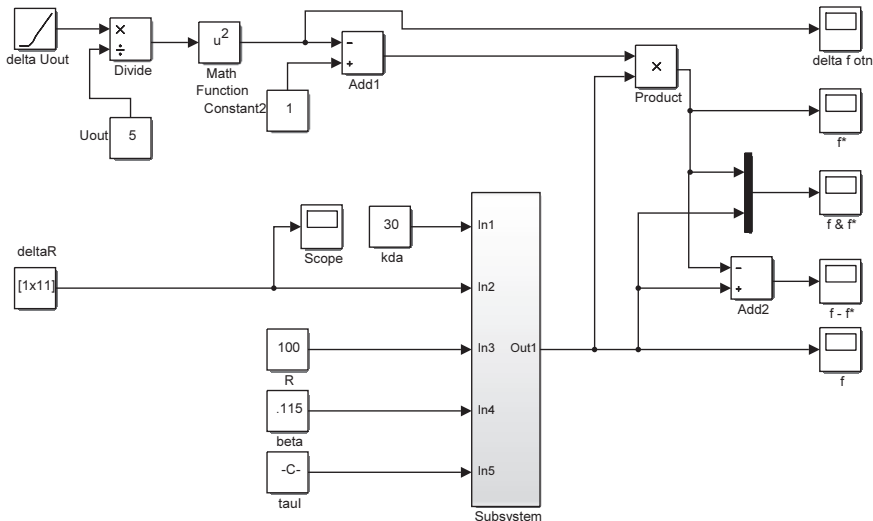 delta Uout
×
÷
Divide
u²
Math
Function
−
+
Add1
Constant2
1
Uout
5
×
Product
delta f otn
f*
f & f*
−
+
Add2
f - f*
f
deltaR
[1x11]
Scope
30
kda
100
R
.115
beta
-C-
tauI
In1
In2
In3
In4
In5
Out1
Subsystem